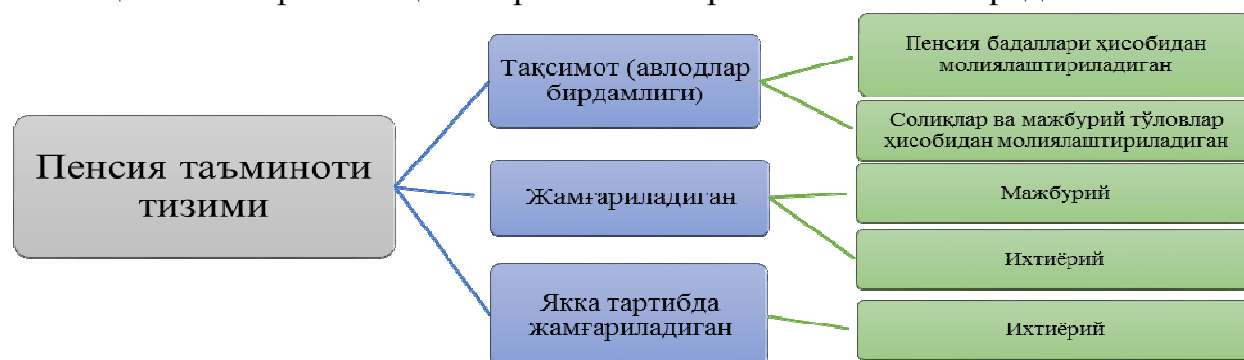 Пенсия таъминоти
тизими
Тақсимот (авлодлар
бирдамлиги)
Пенсия бадаллари ҳисобидан
молиялаштириладиган
Солиқлар ва мажбурий тўловлар
ҳисобидан молиялаштириладиган
Жамғариладиган
Мажбурий
Ихтиёрий
Якка тартибда
жамғариладиган
Ихтиёрий